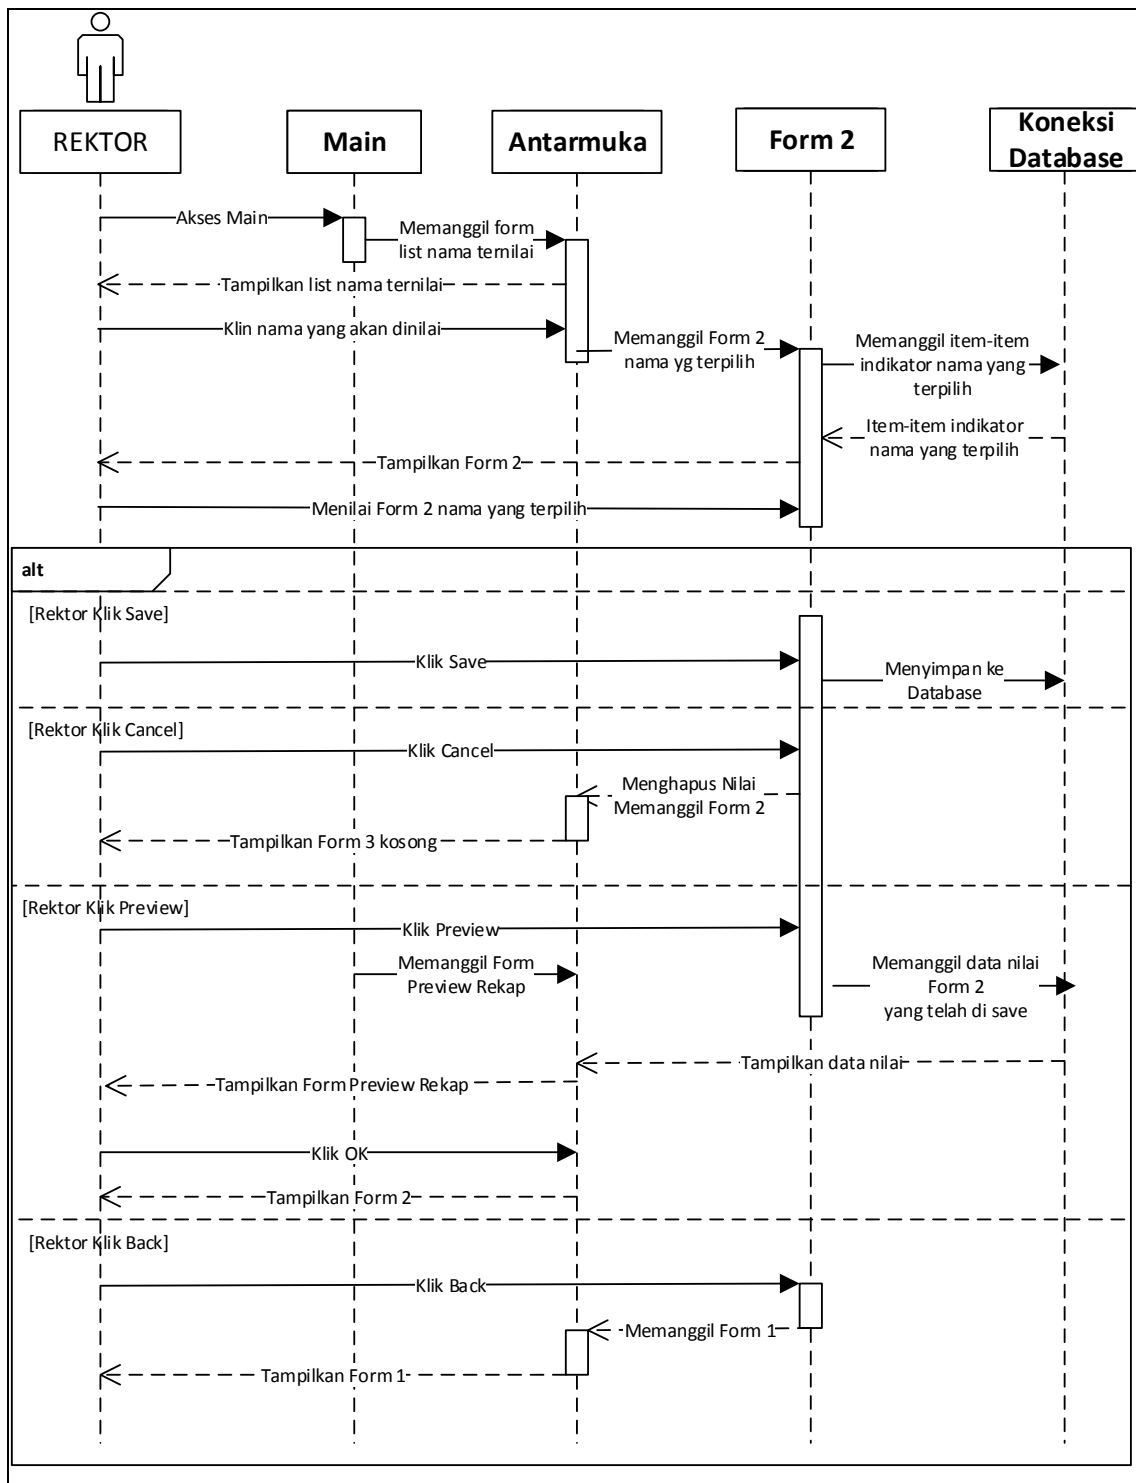 REKTOR
Main
Antarmuka
Form 2
Koneksi
Database
Akses Main
Memanggil form
list nama ternilai
Tampilkan list nama ternilai
Klin nama yang akan dinilai
Memanggil Form 2
nama yg terpilih
Memanggil item-item
indikator nama yang
terpilih
Item-item indikator
nama yang terpilih
Tampilkan Form 2
Menilai Form 2 nama yang terpilih
alt
[Rektor Klik Save]
Klik Save
Menyimpan ke
Database
[Rektor Klik Cancel]
Klik Cancel
Menghapus Nilai
Memanggil Form 2
Tampilkan Form 3 kosong
[Rektor Klik Preview]
Klik Preview
Memanggil Form
Preview Rekap
Memanggil data nilai
Form 2
yang telah di save
Tampilkan data nilai
Tampilkan Form Preview Rekap
Klik OK
Tampilkan Form 2
[Rektor Klik Back]
Klik Back
Memanggil Form 1
Tampilkan Form 1